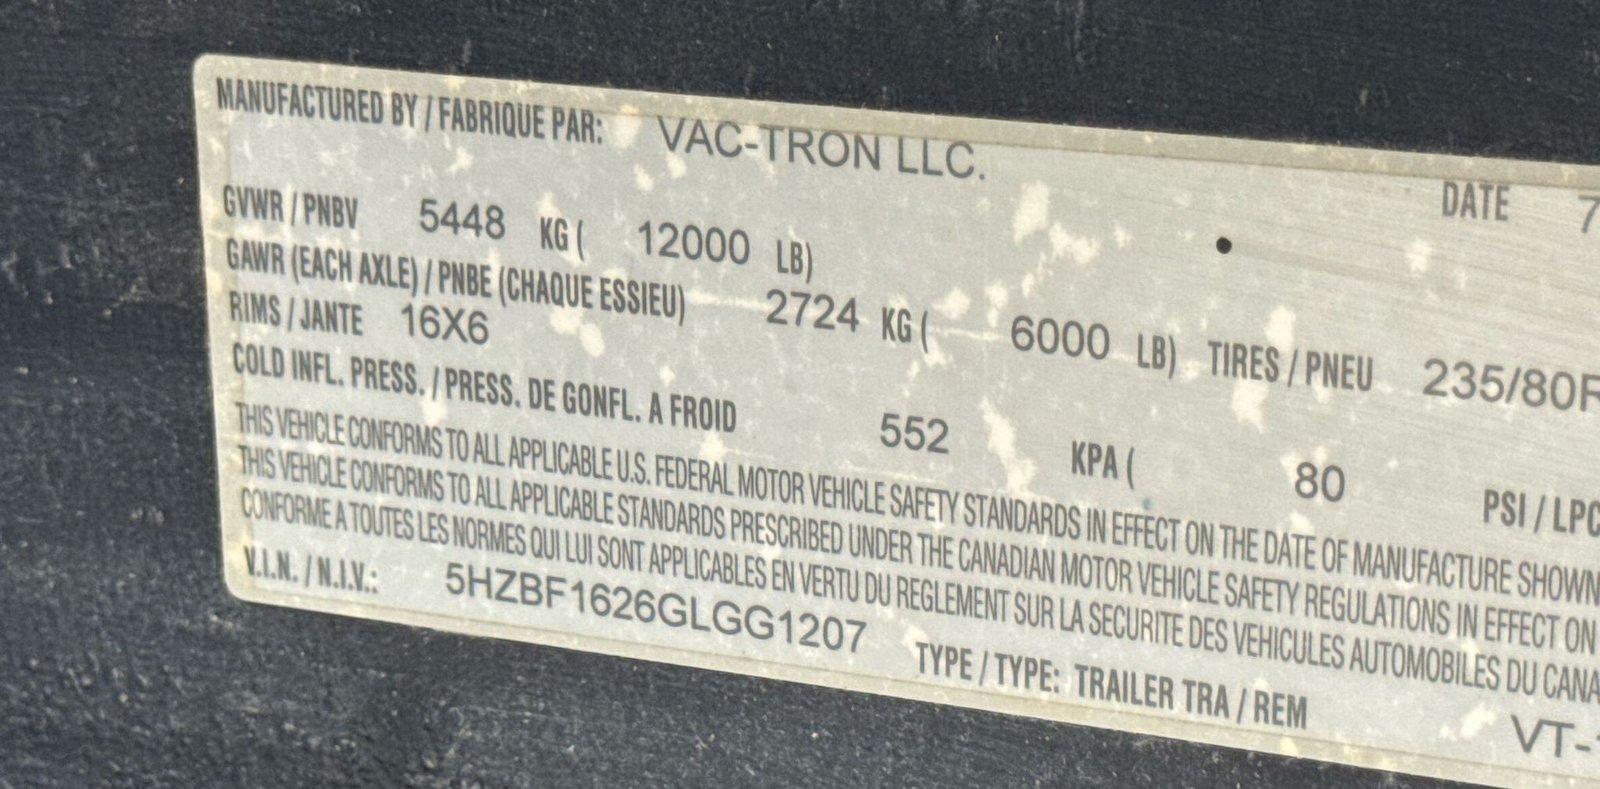 MANUFACTURED BY / FABRIQUE PAR: VAC-TRON LLC.
DATE 7
GVWR / PNBV 5448 KG ( 12000 LB)
GAWR (EACH AXLE) / PNBE (CHAQUE ESSIEU) 2724 KG ( 6000 LB) TIRES / PNEU 235/80R
RIMS / JANTE 16X6
COLD INFL. PRESS. / PRESS. DE GONFL. A FROID 552 KPA ( 80 PSI / LPC
THIS VEHICLE CONFORMS TO ALL APPLICABLE U.S. FEDERAL MOTOR VEHICLE SAFETY STANDARDS IN EFFECT ON THE DATE OF MANUFACTURE SHOWN
THIS VEHICLE CONFORMS TO ALL APPLICABLE STANDARDS PRESCRIBED UNDER THE CANADIAN MOTOR VEHICLE SAFETY REGULATIONS IN EFFECT ON
CONFORME A TOUTES LES NORMES QUI LUI SONT APPLICABLES EN VERTU DU REGLEMENT SUR LA SECURITE DES VEHICULES AUTOMOBILES DU CANA
V.I.N. / N.I.V.: 5HZBF1626GLGG1207 TYPE / TYPE: TRAILER TRA / REM VT-